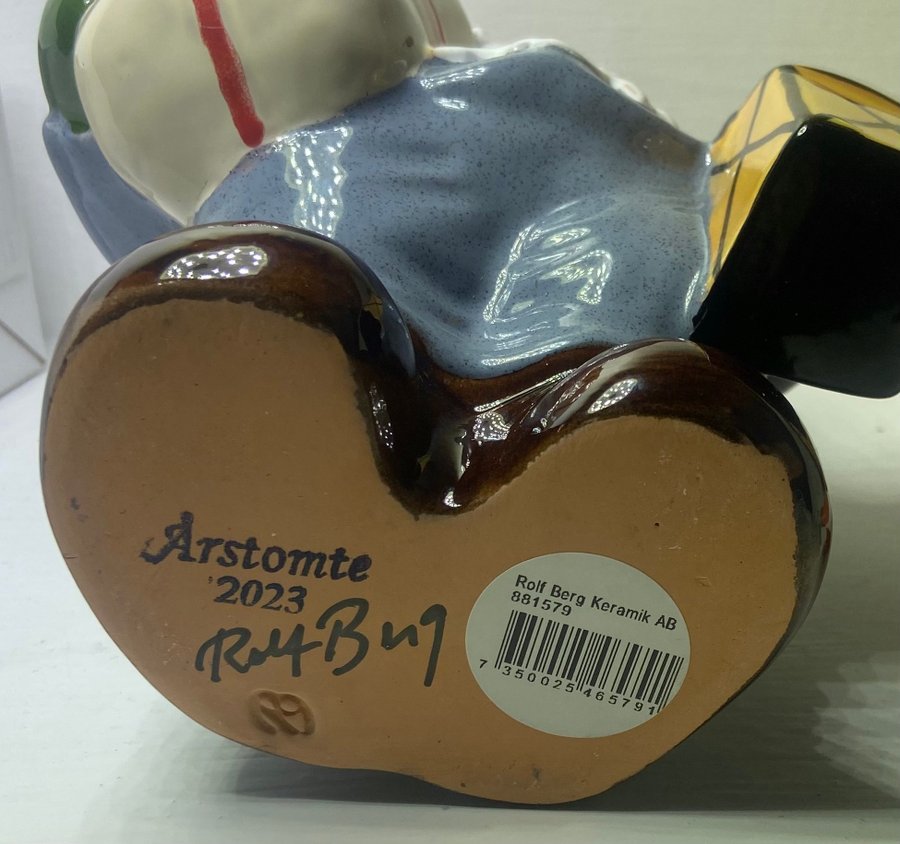 Årstomte
2023
Rolf Berg
Rolf Berg Keramik AB
881579
7 350025 465791